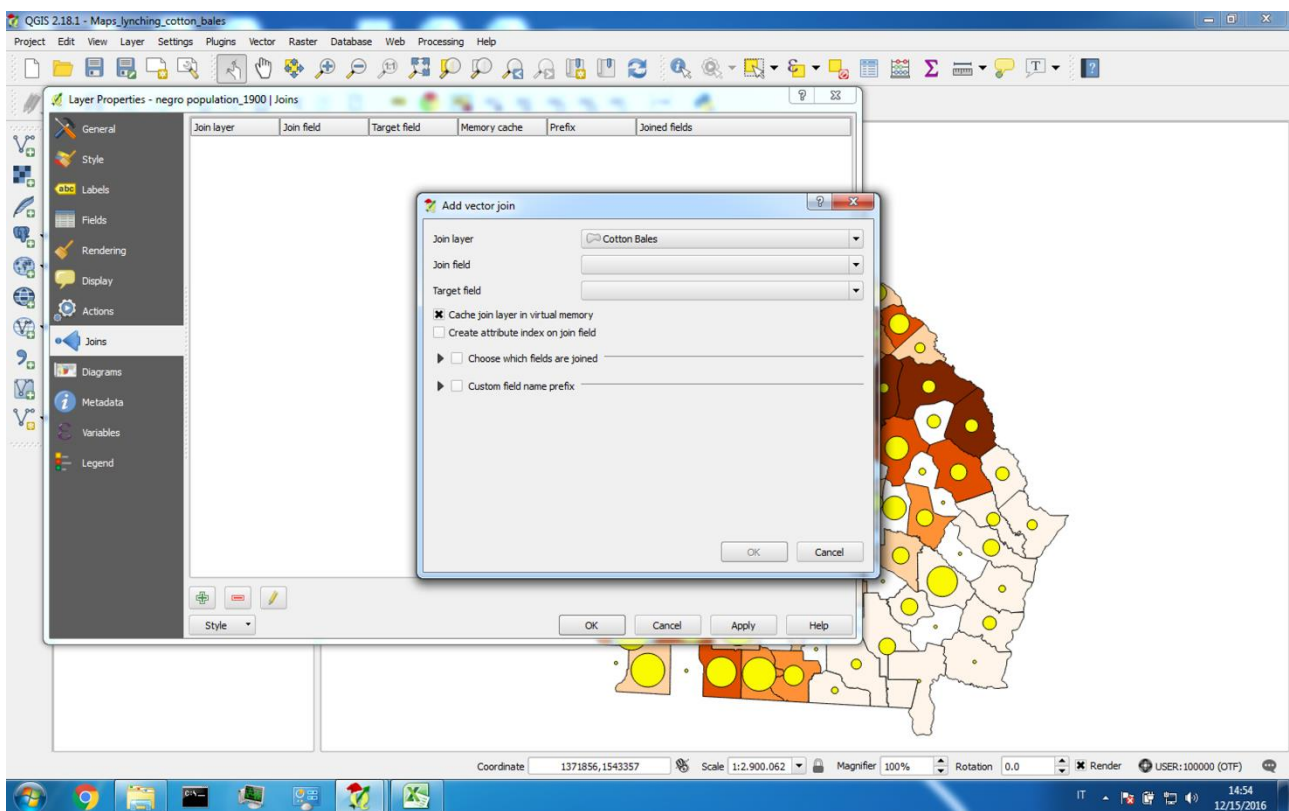 QGIS 2.18.1 - Maps_lynching_cotton_bales
Project Edit View Layer Settings Plugins Vector Raster Database Web Processing Help
Layer Properties - negro population_1900 | Joins
General
Style
Labels
Fields
Rendering
Display
Actions
Joins
Diagrams
Metadata
Variables
Legend
Join layer Join field Target field Memory cache Prefix Joined fields
Add vector join
Join layer Cotton Bales
Join field
Target field
Cache join layer in virtual memory
Create attribute index on join field
Choose which fields are joined
Custom field name prefix
OK Cancel
Style OK Cancel Apply Help
Coordinate 1371856,1543357 Scale 1:2.900.062 Magnifier 100% Rotation 0.0 Render USER:100000 (OTF)
IT 14:54
12/15/2016